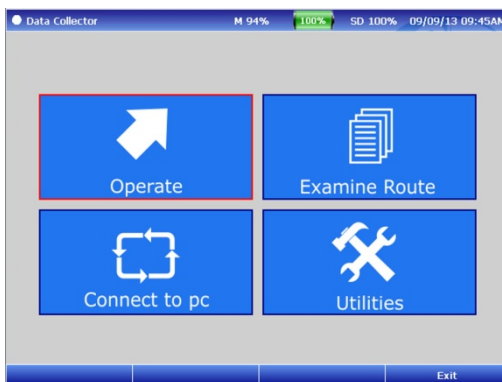 Data Collector M 94% 100% SD 100% 09/09/13 09:45AM
Operate Examine Route
Connect to pc Utilities
Exit